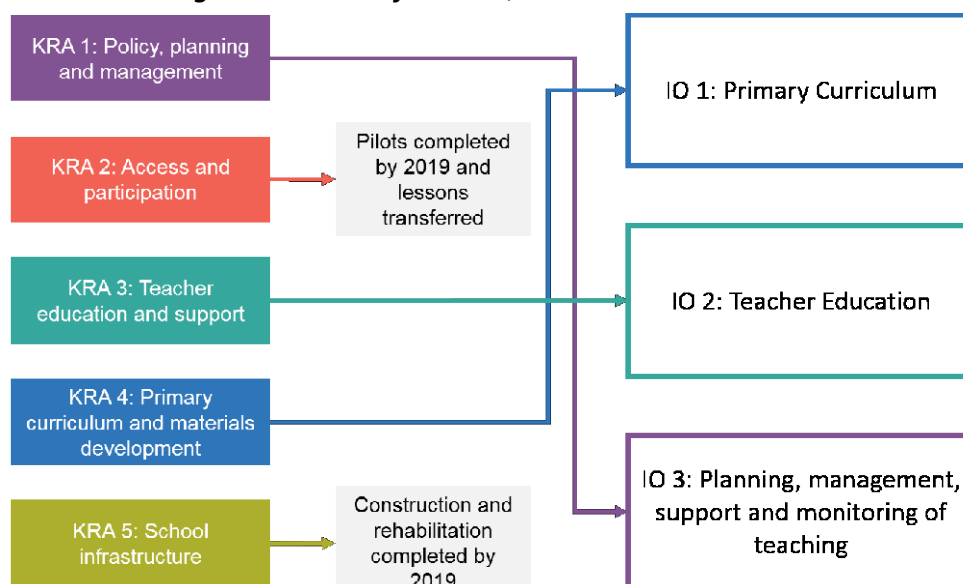 KRA 1: Policy, planning
and management
KRA 2: Access and
participation
Pilots completed
by 2019 and
lessons
transferred
KRA 3: Teacher
education and support
KRA 4: Primary
curriculum and materials
development
KRA 5: School
infrastructure
Construction and
rehabilitation
completed by
2019
IO 1: Primary Curriculum
IO 2: Teacher Education
IO 3: Planning, management,
support and monitoring of
teaching